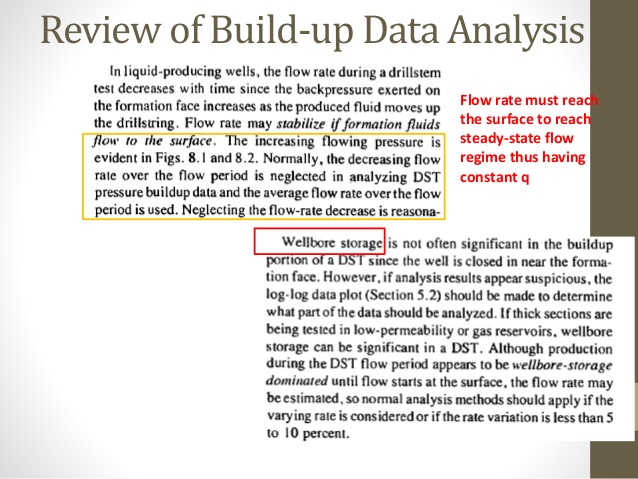 Review of Build-up Data Analysis
In liquid-producing wells, the flow rate during a drillstem
test decreases with time since the backpressure exerted on
the formation face increases as the produced fluid moves up
the drillstring. Flow rate may stabilize if formation fluids
flow to the surface. The increasing flowing pressure is
evident in Figs. 8.1 and 8.2. Normally, the decreasing flow
rate over the flow period is neglected in analyzing DST
pressure buildup data and the average flow rate over the flow
period is used. Neglecting the flow-rate decrease is reasona-
Flow rate must reach
the surface to reach
steady-state flow
regime thus having
constant q
Wellbore storage is not often significant in the buildup
portion of a DST since the well is closed in near the forma-
tion face. However, if analysis results appear suspicious, the
log-log data plot (Section 5.2) should be made to determine
what part of the data should be analyzed. If thick sections are
being tested in low-permeability or gas reservoirs, wellbore
storage can be significant in a DST. Although production
during the DST flow period appears to be wellbore-storage
dominated until flow starts at the surface, the flow rate may
be estimated, so normal analysis methods should apply if the
varying rate is considered or if the rate variation is less than 5
to 10 percent.